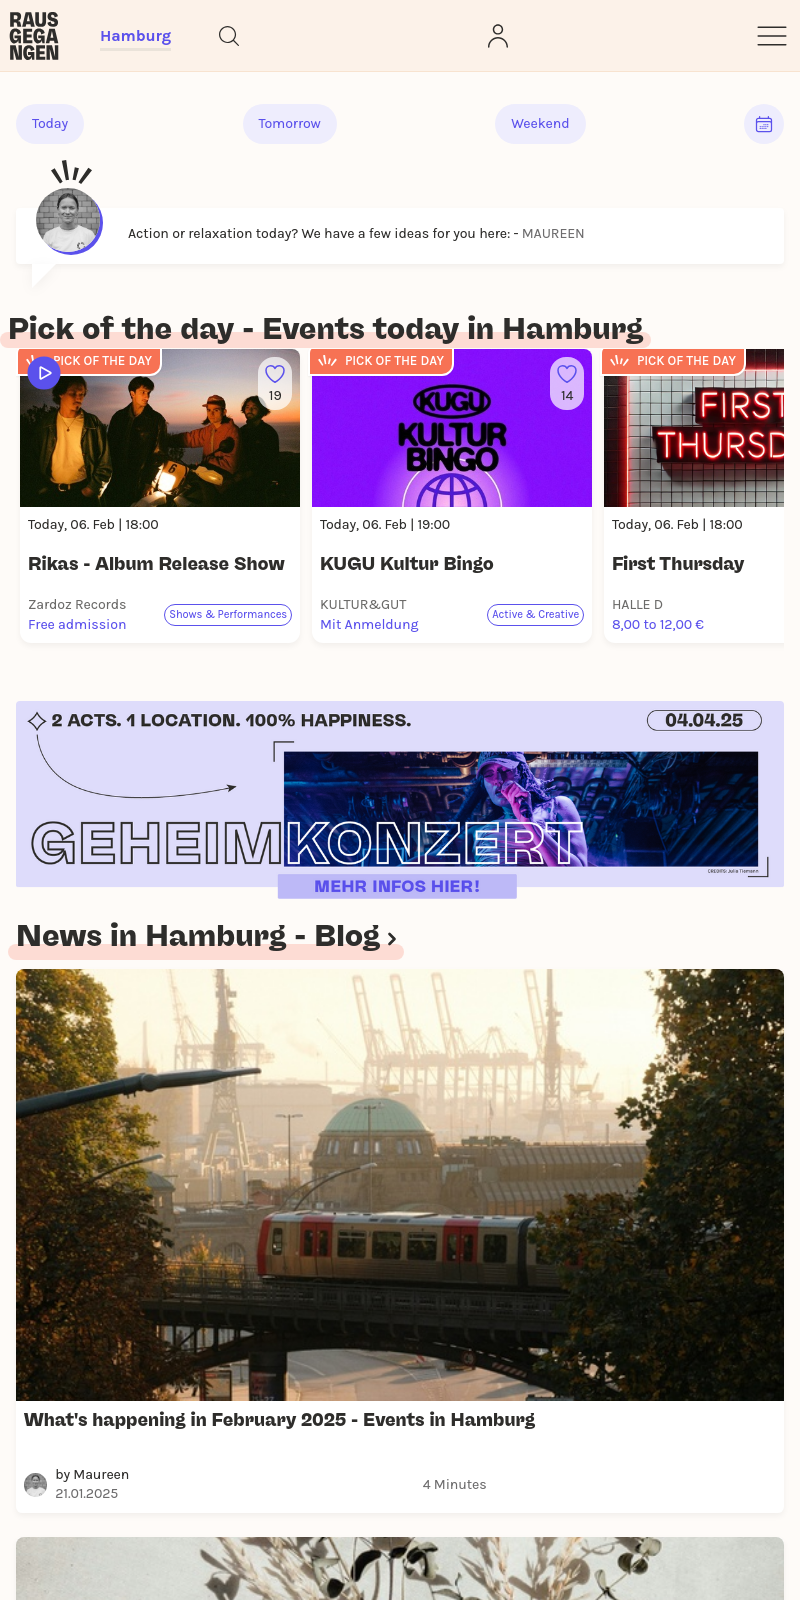 RAUS
GEGA
NGEN
Hamburg
Today
Tomorrow
Weekend
Action or relaxation today? We have a few ideas for you here: - MAUREEN
Pick of the day - Events today in Hamburg
PICK OF THE DAY
19
Today, 06. Feb | 18:00
Rikas - Album Release Show
Zardoz Records
Free admission
Shows & Performances
PICK OF THE DAY
14
KUGU
KULTUR
BINGO
Today, 06. Feb | 19:00
KUGU Kultur Bingo
KULTUR&GUT
Mit Anmeldung
Active & Creative
PICK OF THE DAY
FIRST
THURSD
Today, 06. Feb | 18:00
First Thursday
HALLE D
8,00 to 12,00 €
2 ACTS. 1 LOCATION. 100% HAPPINESS.
04.04.25
GEHEIMKONZERT
CREDITS: Julia Tiemann
MEHR INFOS HIER!
News in Hamburg - Blog ›
What's happening in February 2025 - Events in Hamburg
by Maureen
21.01.2025
4 Minutes